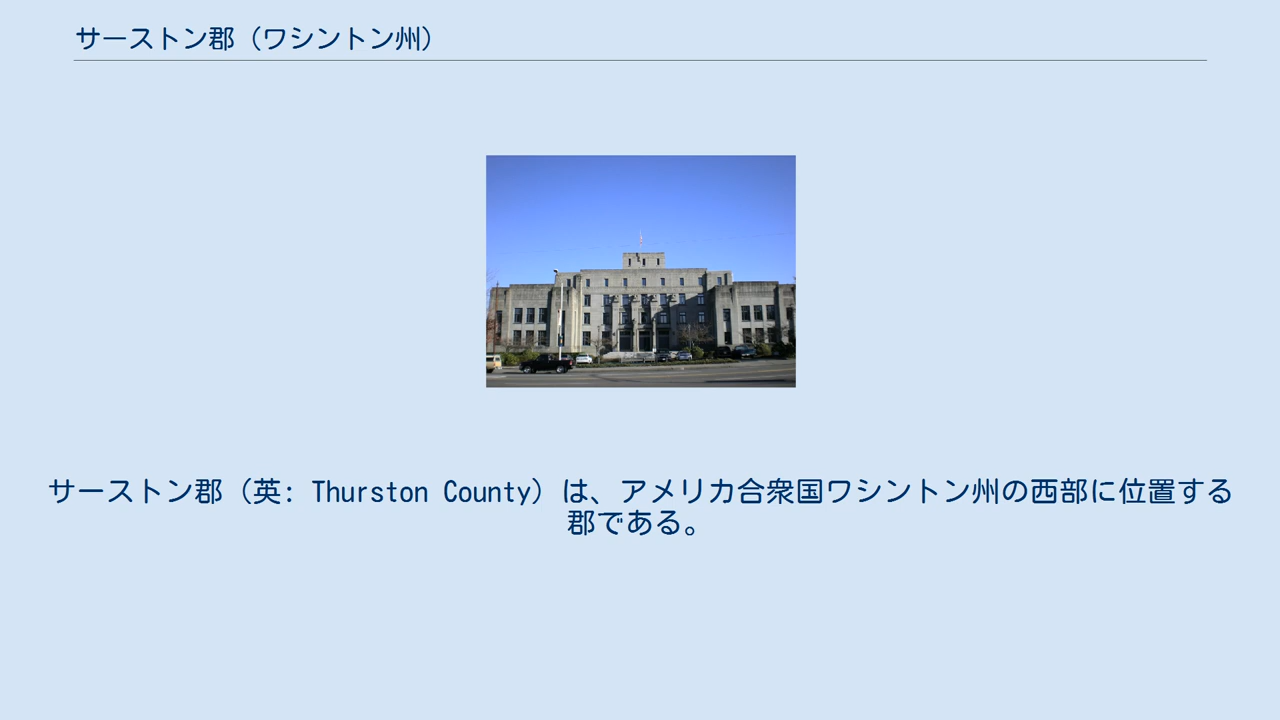 サーストン郡（ワシントン州）
サーストン郡（英: Thurston County）は、アメリカ合衆国ワシントン州の西部に位置する
郡である。